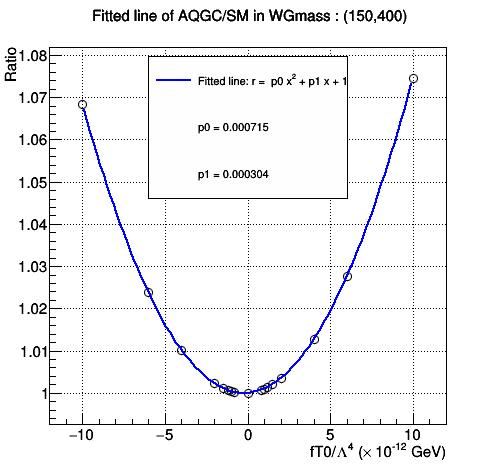 Fitted line of AQGC/SM in WGmass : (150,400)
Ratio
1.08
1.07
1.06
1.05
1.04
1.03
1.02
1.01
1
Fitted line: r = p0 x² + p1 x + 1
p0 = 0.000715
p1 = 0.000304
−10 −5 0 5 10
fT0/Λ⁴ (× 10⁻¹² GeV)